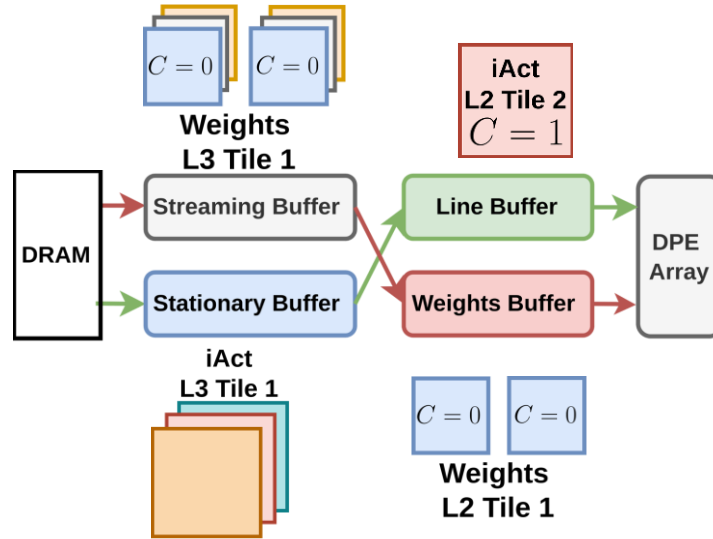 C = 0
C = 0
Weights
L3 Tile 1
iAct
L2 Tile 2
C = 1
DRAM
Streaming Buffer
Line Buffer
DPE
Array
Stationary Buffer
Weights Buffer
iAct
L3 Tile 1
C = 0
C = 0
Weights
L2 Tile 1